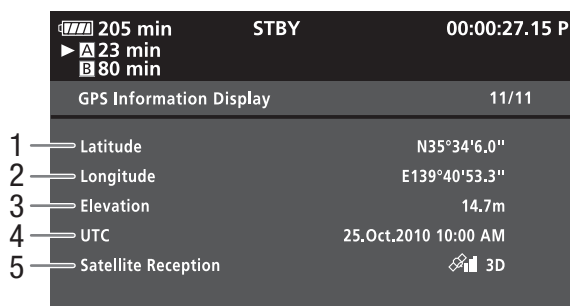 205 min STBY 00:00:27.15 P
▶ A 23 min
B 80 min
GPS Information Display 11/11
1 Latitude N35°34'6.0"
2 Longitude E139°40'53.3"
3 Elevation 14.7m
4 UTC 25.Oct.2010 10:00 AM
5 Satellite Reception 3D